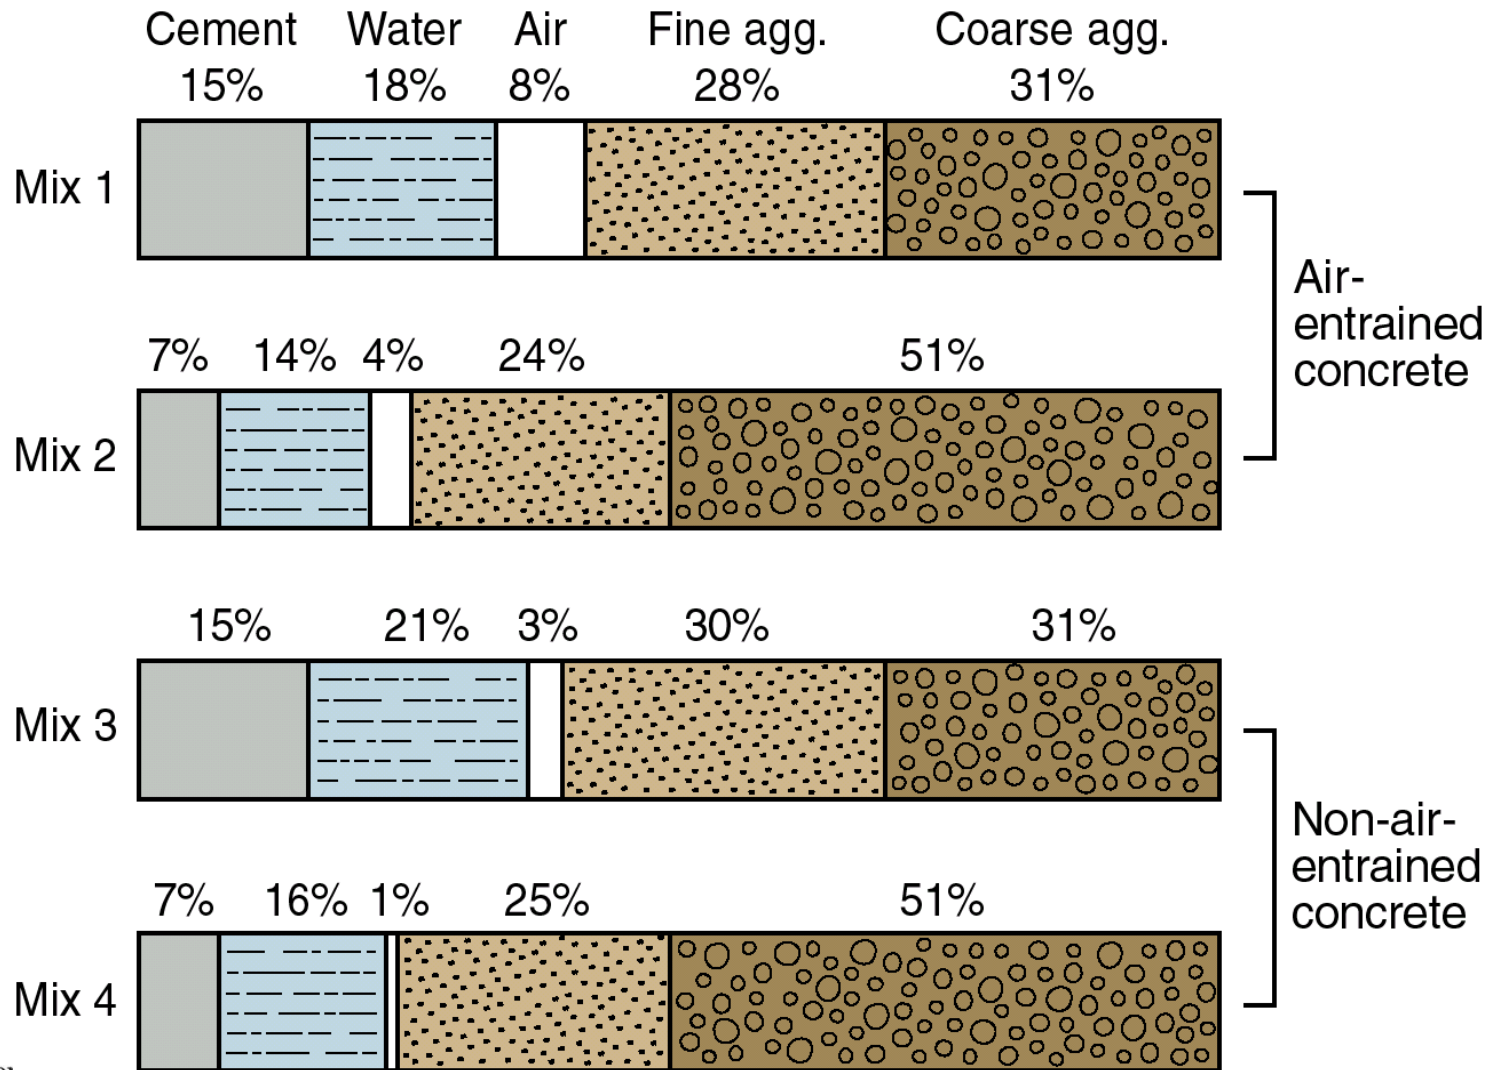 Cement Water Air Fine agg. Coarse agg.
15% 18% 8% 28% 31%
Mix 1
Air-
entrained
concrete
7% 14% 4% 24% 51%
Mix 2
15% 21% 3% 30% 31%
Mix 3
Non-air-
entrained
concrete
7% 16% 1% 25% 51%
Mix 4